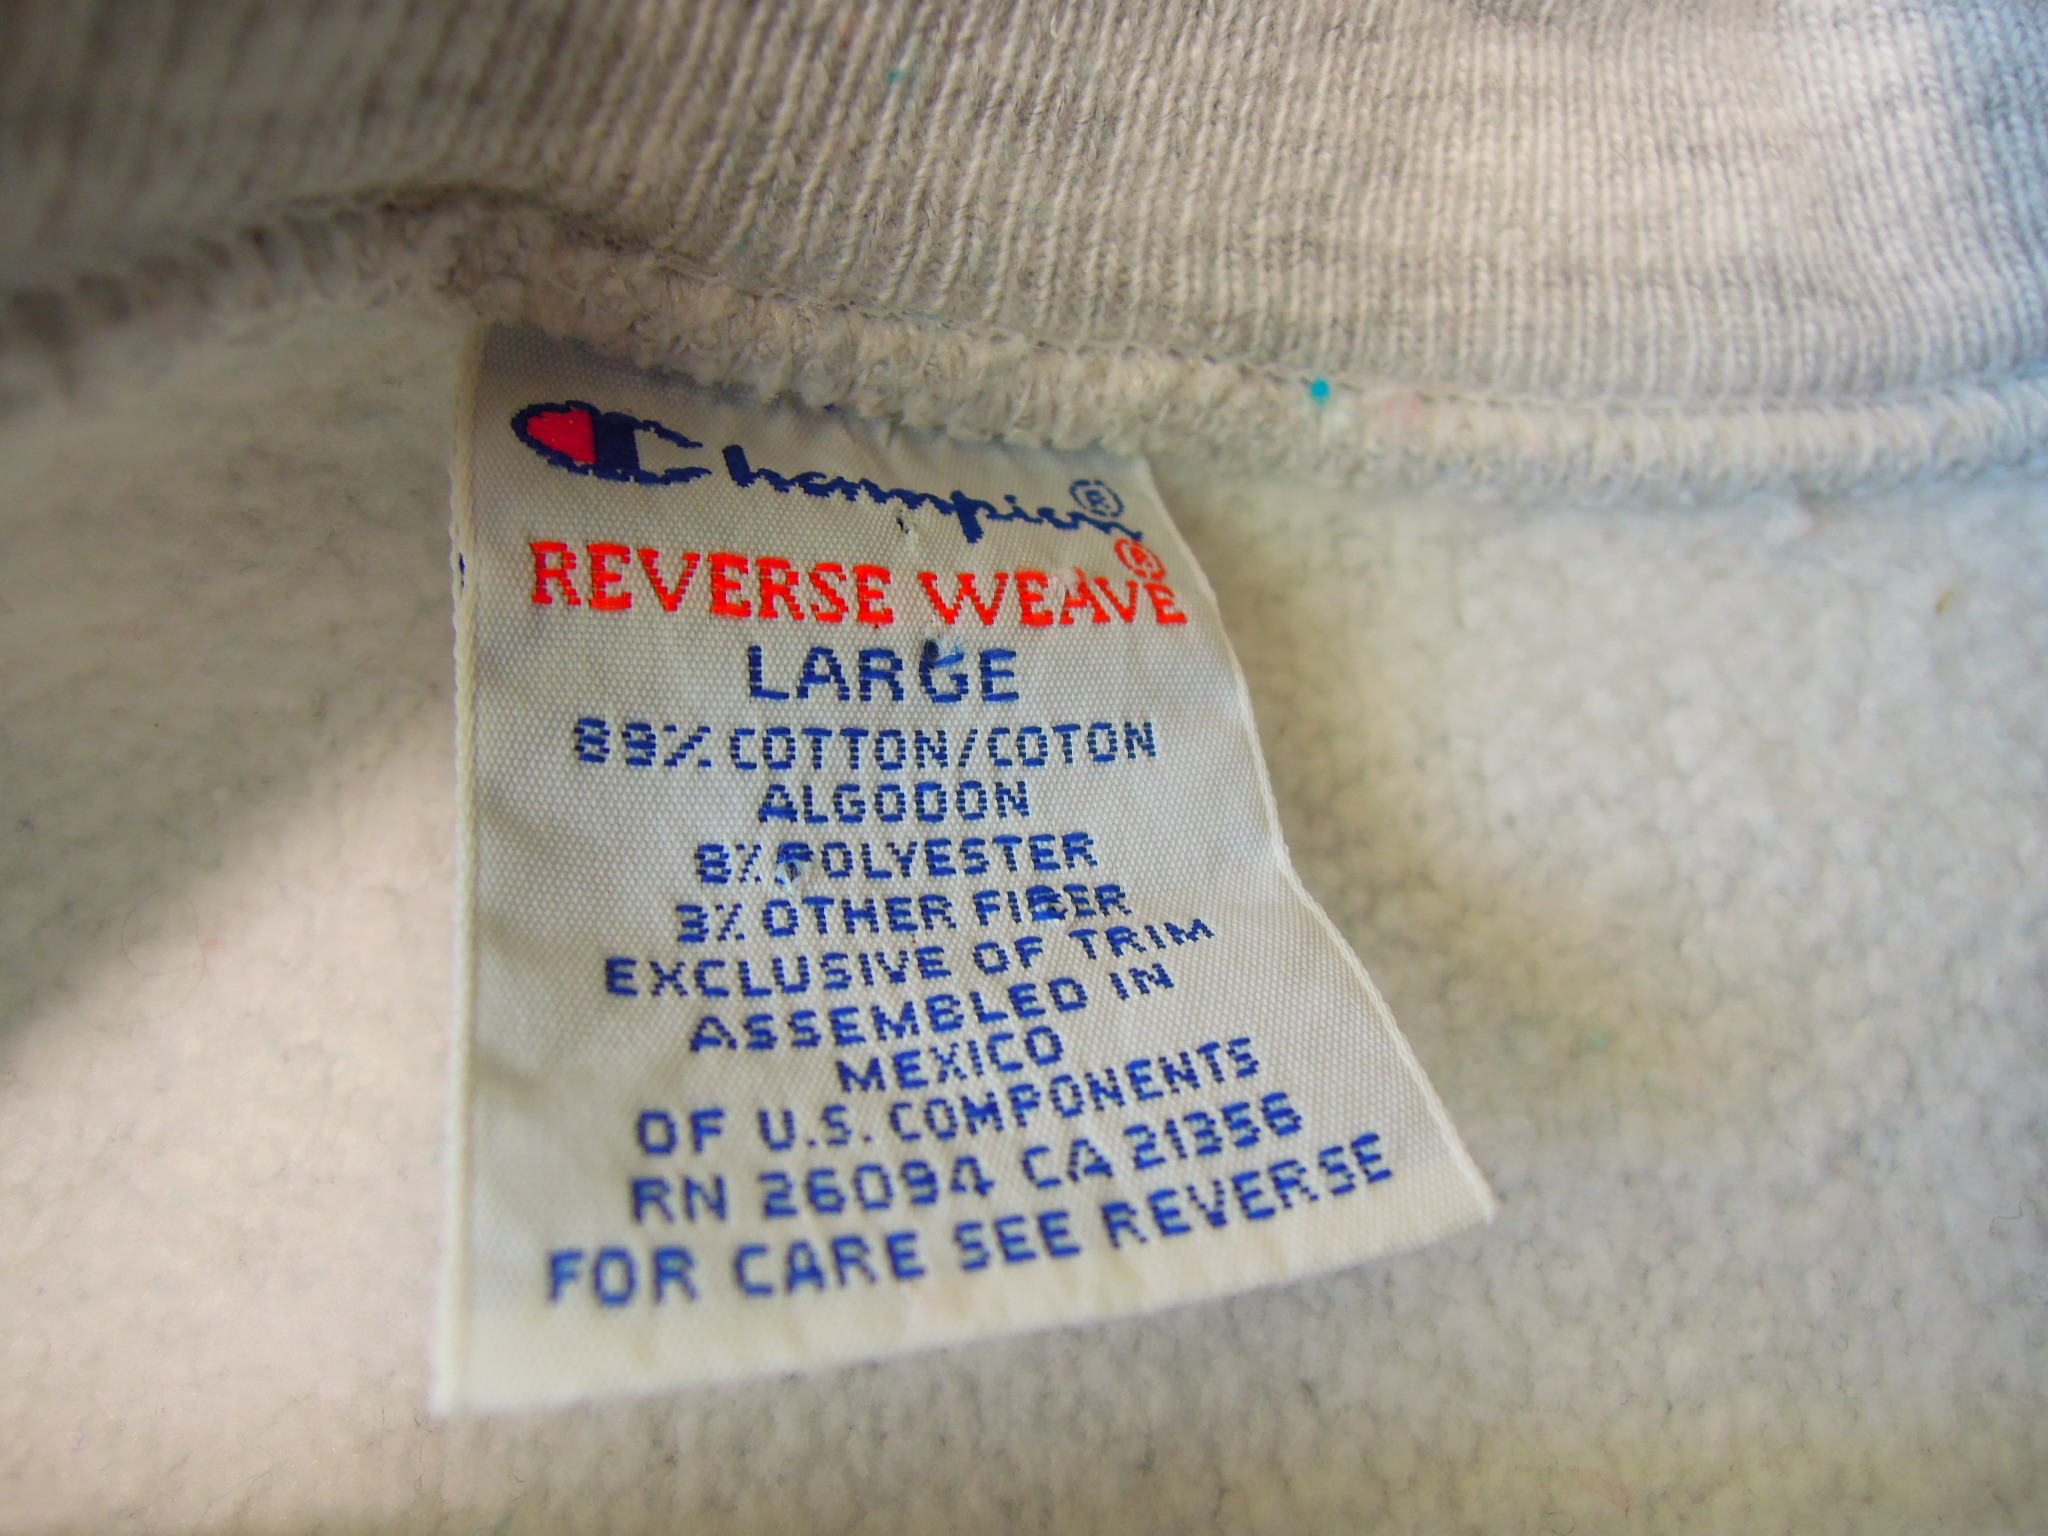 Champion®
REVERSE WEAVE®
LARGE
89% COTTON/COTON
ALGODON
8% POLYESTER
3% OTHER FIBER
EXCLUSIVE OF TRIM
ASSEMBLED IN
MEXICO
OF U.S. COMPONENTS
RN 26094 CA 21356
FOR CARE SEE REVERSE